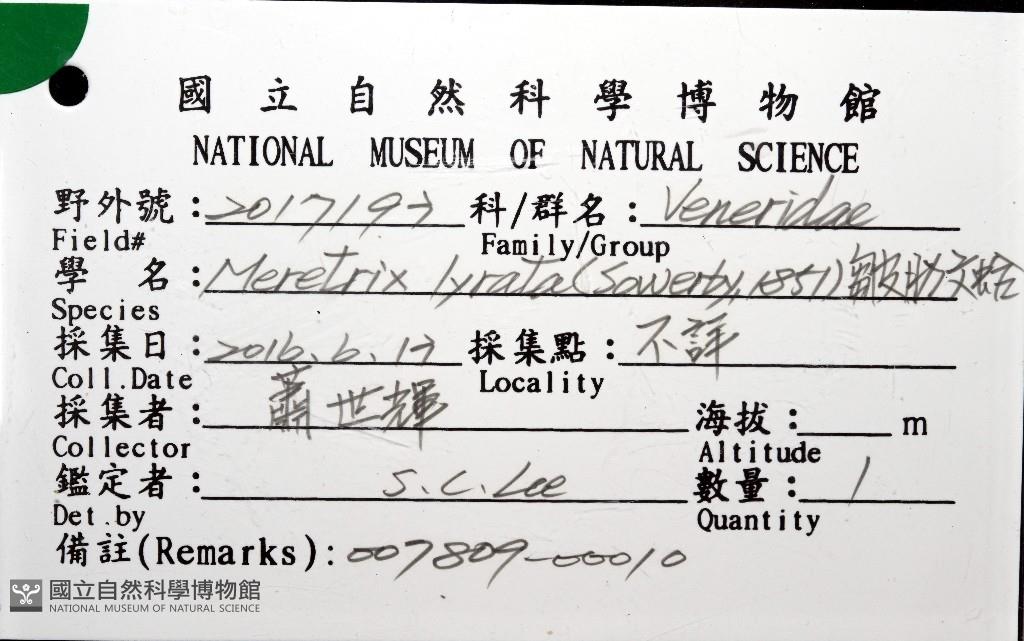 國立自然科學博物館
NATIONAL MUSEUM OF NATURAL SCIENCE
野外號:20171197 科/群名:Veneridae
Field# Family/Group
學 名:Meretrix lyrata (Sowerby, 1851) 皺肋文蛤
Species
採集日:2016.6.17 採集點:不詳
Coll.Date Locality
採集者:蕭世輝 海拔: m
Collector Altitude
鑑定者:S.C.Lee 數量:1
Det.by Quantity
備註(Remarks):007809-00010
國立自然科學博物館
NATIONAL MUSEUM OF NATURAL SCIENCE